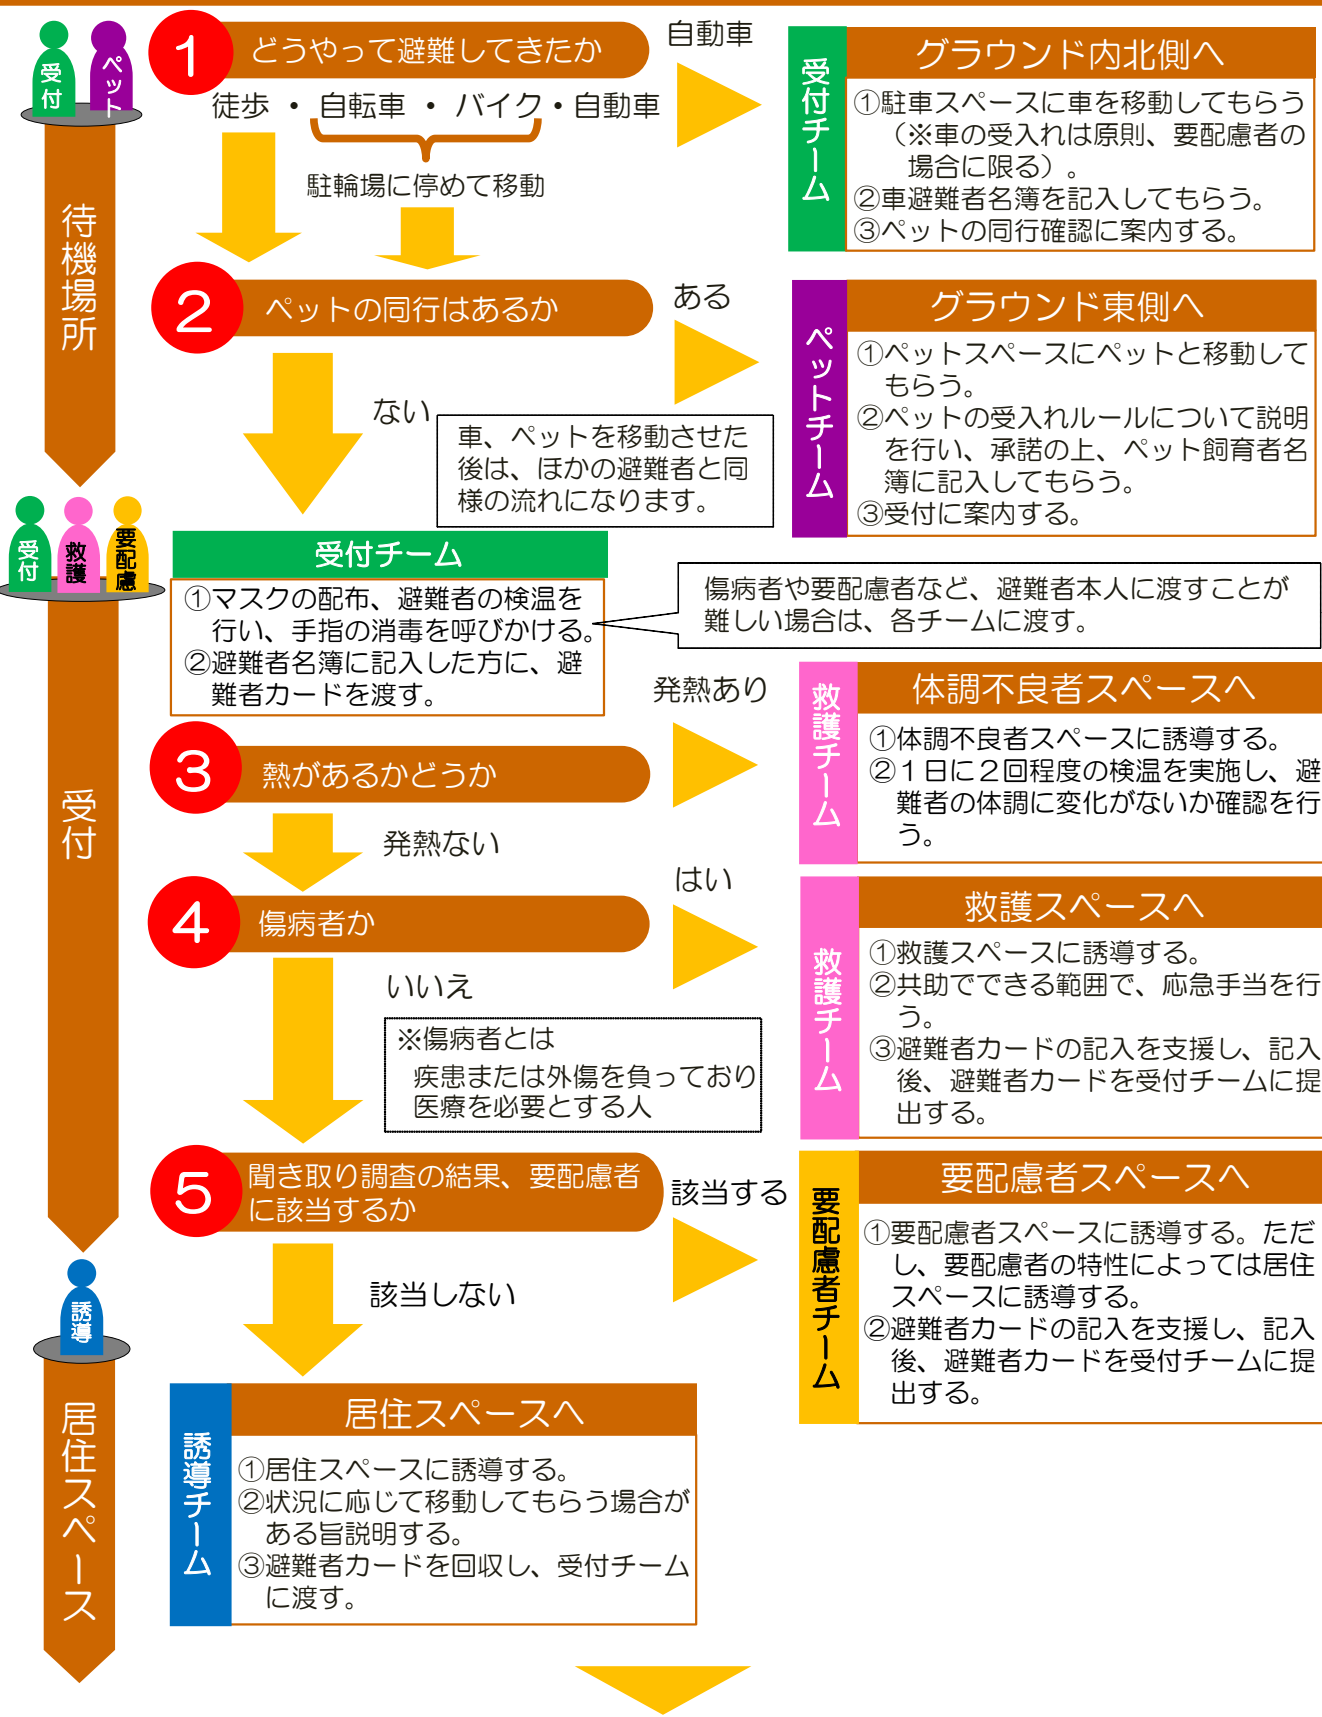 受付
ペット
待機場所
1
どうやって避難してきたか
自動車
徒歩 ・ 自転車 ・ バイク・自動車
駐輪場に停めて移動
受付チーム
グラウンド内北側へ
①駐車スペースに車を移動してもらう
（※車の受入れは原則、要配慮者の
場合に限る）。
②車避難者名簿を記入してもらう。
③ペットの同行確認に案内する。
2
ペットの同行はあるか
ある
ない
車、ペットを移動させた
後は、ほかの避難者と同
様の流れになります。
ペットチーム
グラウンド東側へ
①ペットスペースにペットと移動して
もらう。
②ペットの受入れルールについて説明
を行い、承諾の上、ペット飼育者名
簿に記入してもらう。
③受付に案内する。
受付
救護
要配慮
受付
受付チーム
①マスクの配布、避難者の検温を
行い、手指の消毒を呼びかける。
②避難者名簿に記入した方に、避
難者カードを渡す。
傷病者や要配慮者など、避難者本人に渡すことが
難しい場合は、各チームに渡す。
3
熱があるかどうか
発熱あり
発熱ない
救護チーム
体調不良者スペースへ
①体調不良者スペースに誘導する。
②１日に２回程度の検温を実施し、避
難者の体調に変化がないか確認を行
う。
4
傷病者か
はい
いいえ
※傷病者とは
疾患または外傷を負っており
医療を必要とする人
救護チーム
救護スペースへ
①救護スペースに誘導する。
②共助でできる範囲で、応急手当を行
う。
③避難者カードの記入を支援し、記入
後、避難者カードを受付チームに提
出する。
5
聞き取り調査の結果、要配慮者
に該当するか
該当する
該当しない
要配慮者チーム
要配慮者スペースへ
①要配慮者スペースに誘導する。ただ
し、要配慮者の特性によっては居住
スペースに誘導する。
②避難者カードの記入を支援し、記入
後、避難者カードを受付チームに提
出する。
誘導
居住スペース
誘導チーム
居住スペースへ
①居住スペースに誘導する。
②状況に応じて移動してもらう場合が
ある旨説明する。
③避難者カードを回収し、受付チーム
に渡す。